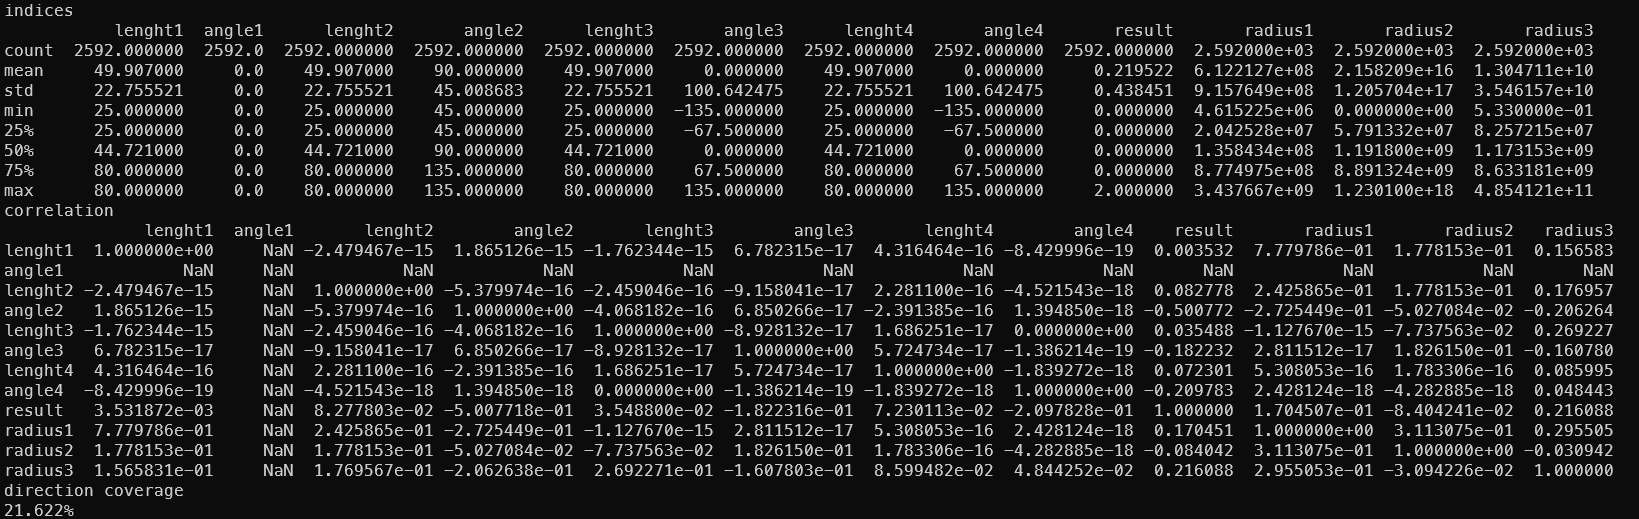 indices
lenght1 angle1 lenght2 angle2 lenght3 angle3 lenght4 angle4 result radius1 radius2 radius3
count 2592.000000 2592.0 2592.000000 2592.000000 2592.000000 2592.000000 2592.000000 2592.000000 2592.000000 2.592000e+03 2.592000e+03 2.592000e+03
mean 49.907000 0.0 49.907000 90.000000 49.907000 0.000000 49.907000 0.000000 0.219522 6.122127e+08 2.158209e+16 1.304711e+10
std 22.755521 0.0 22.755521 45.008683 22.755521 100.642475 22.755521 100.642475 0.438451 9.157649e+08 1.205704e+17 3.546157e+10
min 25.000000 0.0 25.000000 45.000000 25.000000 -135.000000 25.000000 -135.000000 0.000000 4.615225e+06 0.000000e+00 5.330000e-01
25% 25.000000 0.0 25.000000 45.000000 25.000000 -67.500000 25.000000 -67.500000 0.000000 2.042528e+07 5.791332e+07 8.257215e+07
50% 44.721000 0.0 44.721000 90.000000 44.721000 0.000000 44.721000 0.000000 0.000000 1.358434e+08 1.191800e+09 1.173153e+09
75% 80.000000 0.0 80.000000 135.000000 80.000000 67.500000 80.000000 67.500000 0.000000 8.774975e+08 8.891324e+09 8.633181e+09
max 80.000000 0.0 80.000000 135.000000 80.000000 135.000000 80.000000 135.000000 2.000000 3.437667e+09 1.230100e+18 4.854121e+11
correlation
lenght1 angle1 lenght2 angle2 lenght3 angle3 lenght4 angle4 result radius1 radius2 radius3
lenght1 1.000000e+00 NaN -2.479467e-15 1.865126e-15 -1.762344e-15 6.782315e-17 4.316464e-16 -8.429996e-19 0.003532 7.779786e-01 1.778153e-01 0.156583
angle1 NaN NaN NaN NaN NaN NaN NaN NaN NaN NaN NaN NaN
lenght2 -2.479467e-15 NaN 1.000000e+00 -5.379974e-16 -2.459046e-16 -9.158041e-17 2.281100e-16 -4.521543e-18 0.082778 2.425865e-01 1.778153e-01 0.176957
angle2 1.865126e-15 NaN -5.379974e-16 1.000000e+00 -4.068182e-16 6.850266e-17 -2.391385e-16 1.394850e-18 -0.500772 -2.725449e-01 -5.027084e-02 -0.206264
lenght3 -1.762344e-15 NaN -2.459046e-16 -4.068182e-16 1.000000e+00 -8.928132e-17 1.686251e-17 0.000000e+00 0.035488 -1.127670e-15 -7.737563e-02 0.269227
angle3 6.782315e-17 NaN -9.158041e-17 6.850266e-17 -8.928132e-17 1.000000e+00 5.724734e-17 -1.386214e-19 -0.182232 2.811512e-17 1.826150e-01 -0.160780
lenght4 4.316464e-16 NaN 2.281100e-16 -2.391385e-16 1.686251e-17 5.724734e-17 1.000000e+00 -1.839272e-18 0.072301 5.308053e-16 1.783306e-16 0.085995
angle4 -8.429996e-19 NaN -4.521543e-18 1.394850e-18 0.000000e+00 -1.386214e-19 -1.839272e-18 1.000000e+00 -0.209783 2.428124e-18 -4.282885e-18 0.048443
result 3.531872e-03 NaN 8.277803e-02 -5.007718e-01 3.548800e-02 -1.822316e-01 7.230113e-02 -2.097828e-01 1.000000 1.704507e-01 -8.404241e-02 0.216088
radius1 7.779786e-01 NaN 2.425865e-01 -2.725449e-01 -1.127670e-15 2.811512e-17 5.308053e-16 2.428124e-18 0.170451 1.000000e+00 3.113075e-01 0.295505
radius2 1.778153e-01 NaN 1.778153e-01 -5.027084e-02 -7.737563e-02 1.826150e-01 1.783306e-16 -4.282885e-18 -0.084042 3.113075e-01 1.000000e+00 -0.030942
radius3 1.565831e-01 NaN 1.769567e-01 -2.062638e-01 2.692271e-01 -1.607803e-01 8.599482e-02 4.844252e-02 0.216088 2.955053e-01 -3.094226e-02 1.000000
direction coverage
21.622%